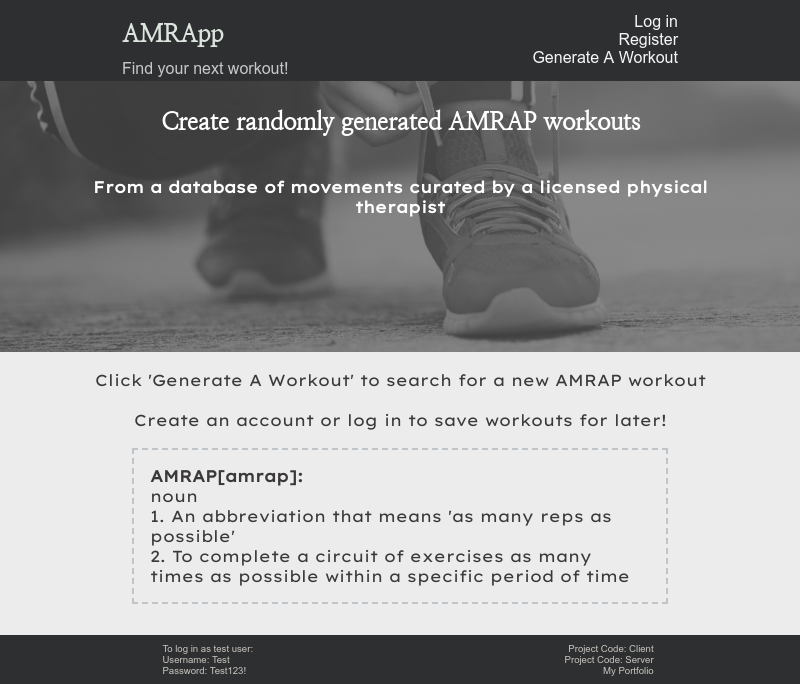 AMRApp
Find your next workout!
Log in
Register
Generate A Workout
Create randomly generated AMRAP workouts
From a database of movements curated by a licensed physical
therapist
Click 'Generate A Workout' to search for a new AMRAP workout
Create an account or log in to save workouts for later!
AMRAP[amrap]:
noun
1. An abbreviation that means 'as many reps as
possible'
2. To complete a circuit of exercises as many
times as possible within a specific period of time
To log in as test user:
Username: Test
Password: Test123!
Project Code: Client
Project Code: Server
My Portfolio